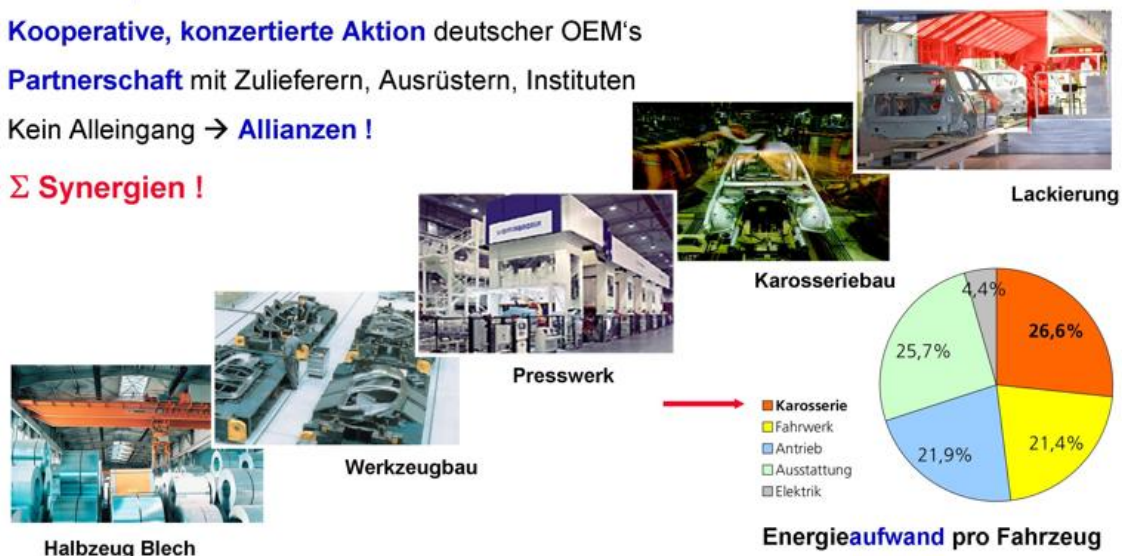 Kooperative, konzertierte Aktion deutscher OEM's
Partnerschaft mit Zulieferern, Ausrüstern, Instituten
Kein Alleingang → Allianzen !
Σ Synergien !
Lackierung
Karosseriebau
Presswerk
Werkzeugbau
Halbzeug Blech
4,4%
26,6%
25,7%
21,9%
21,4%
Karosserie
Fahrwerk
Antrieb
Ausstattung
Elektrik
Energieaufwand pro Fahrzeug